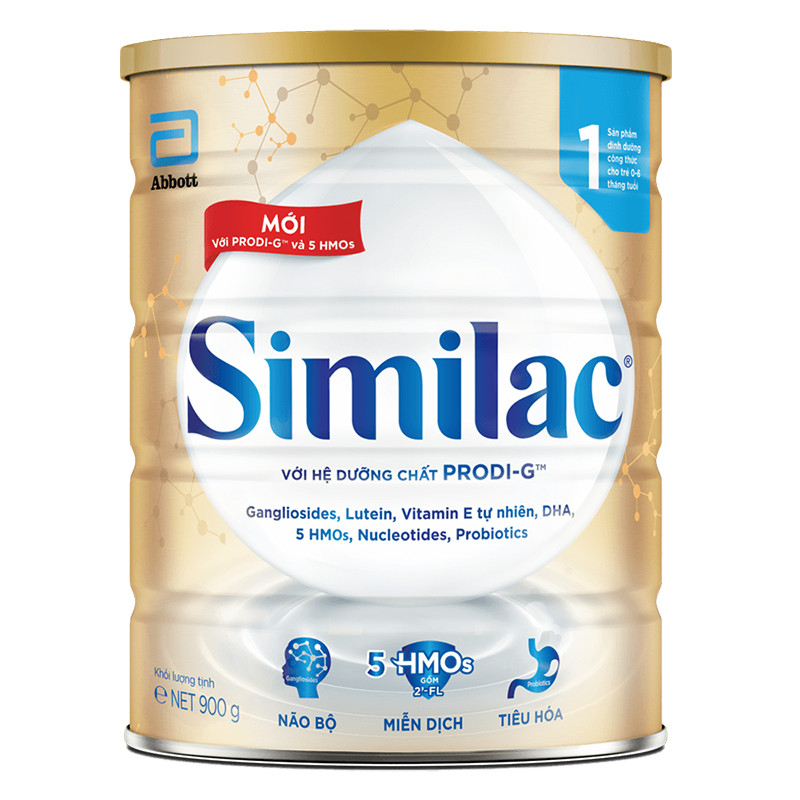 Abbott
1
Sản phẩm
dinh dưỡng
công thức
cho trẻ 0-6
tháng tuổi
MỚI
Với PRODI-G™ và 5 HMOs
Similac®
VỚI HỆ DƯỠNG CHẤT PRODI-G™
Gangliosides, Lutein, Vitamin E tự nhiên, DHA,
5 HMOs, Nucleotides, Probiotics
Khối lượng tịnh
℮ NET 900 g
Gangliosides
NÃO BỘ
5 HMOs
GỒM
2'-FL
MIỄN DỊCH
Probiotics
TIÊU HÓA